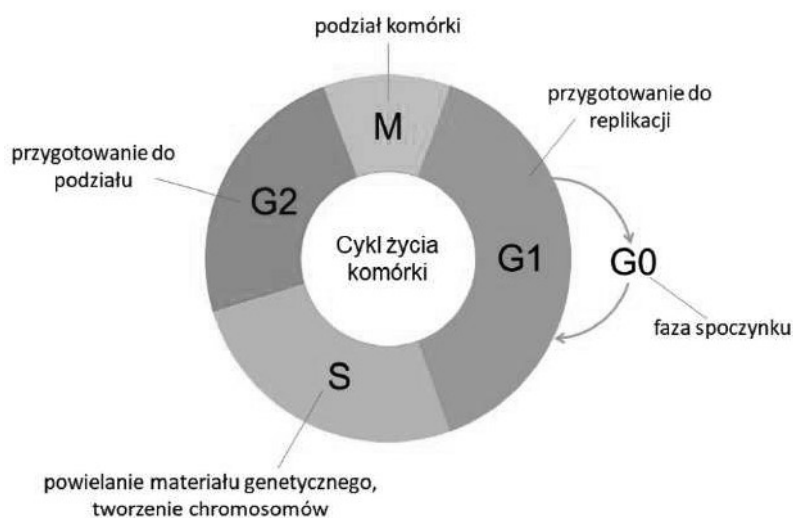 podział komórki
przygotowanie do
replikacji
M
przygotowanie do
podziału
G2
Cykl życia
komórki
G1
G0
faza spoczynku
S
powielanie materiału genetycznego,
tworzenie chromosomów